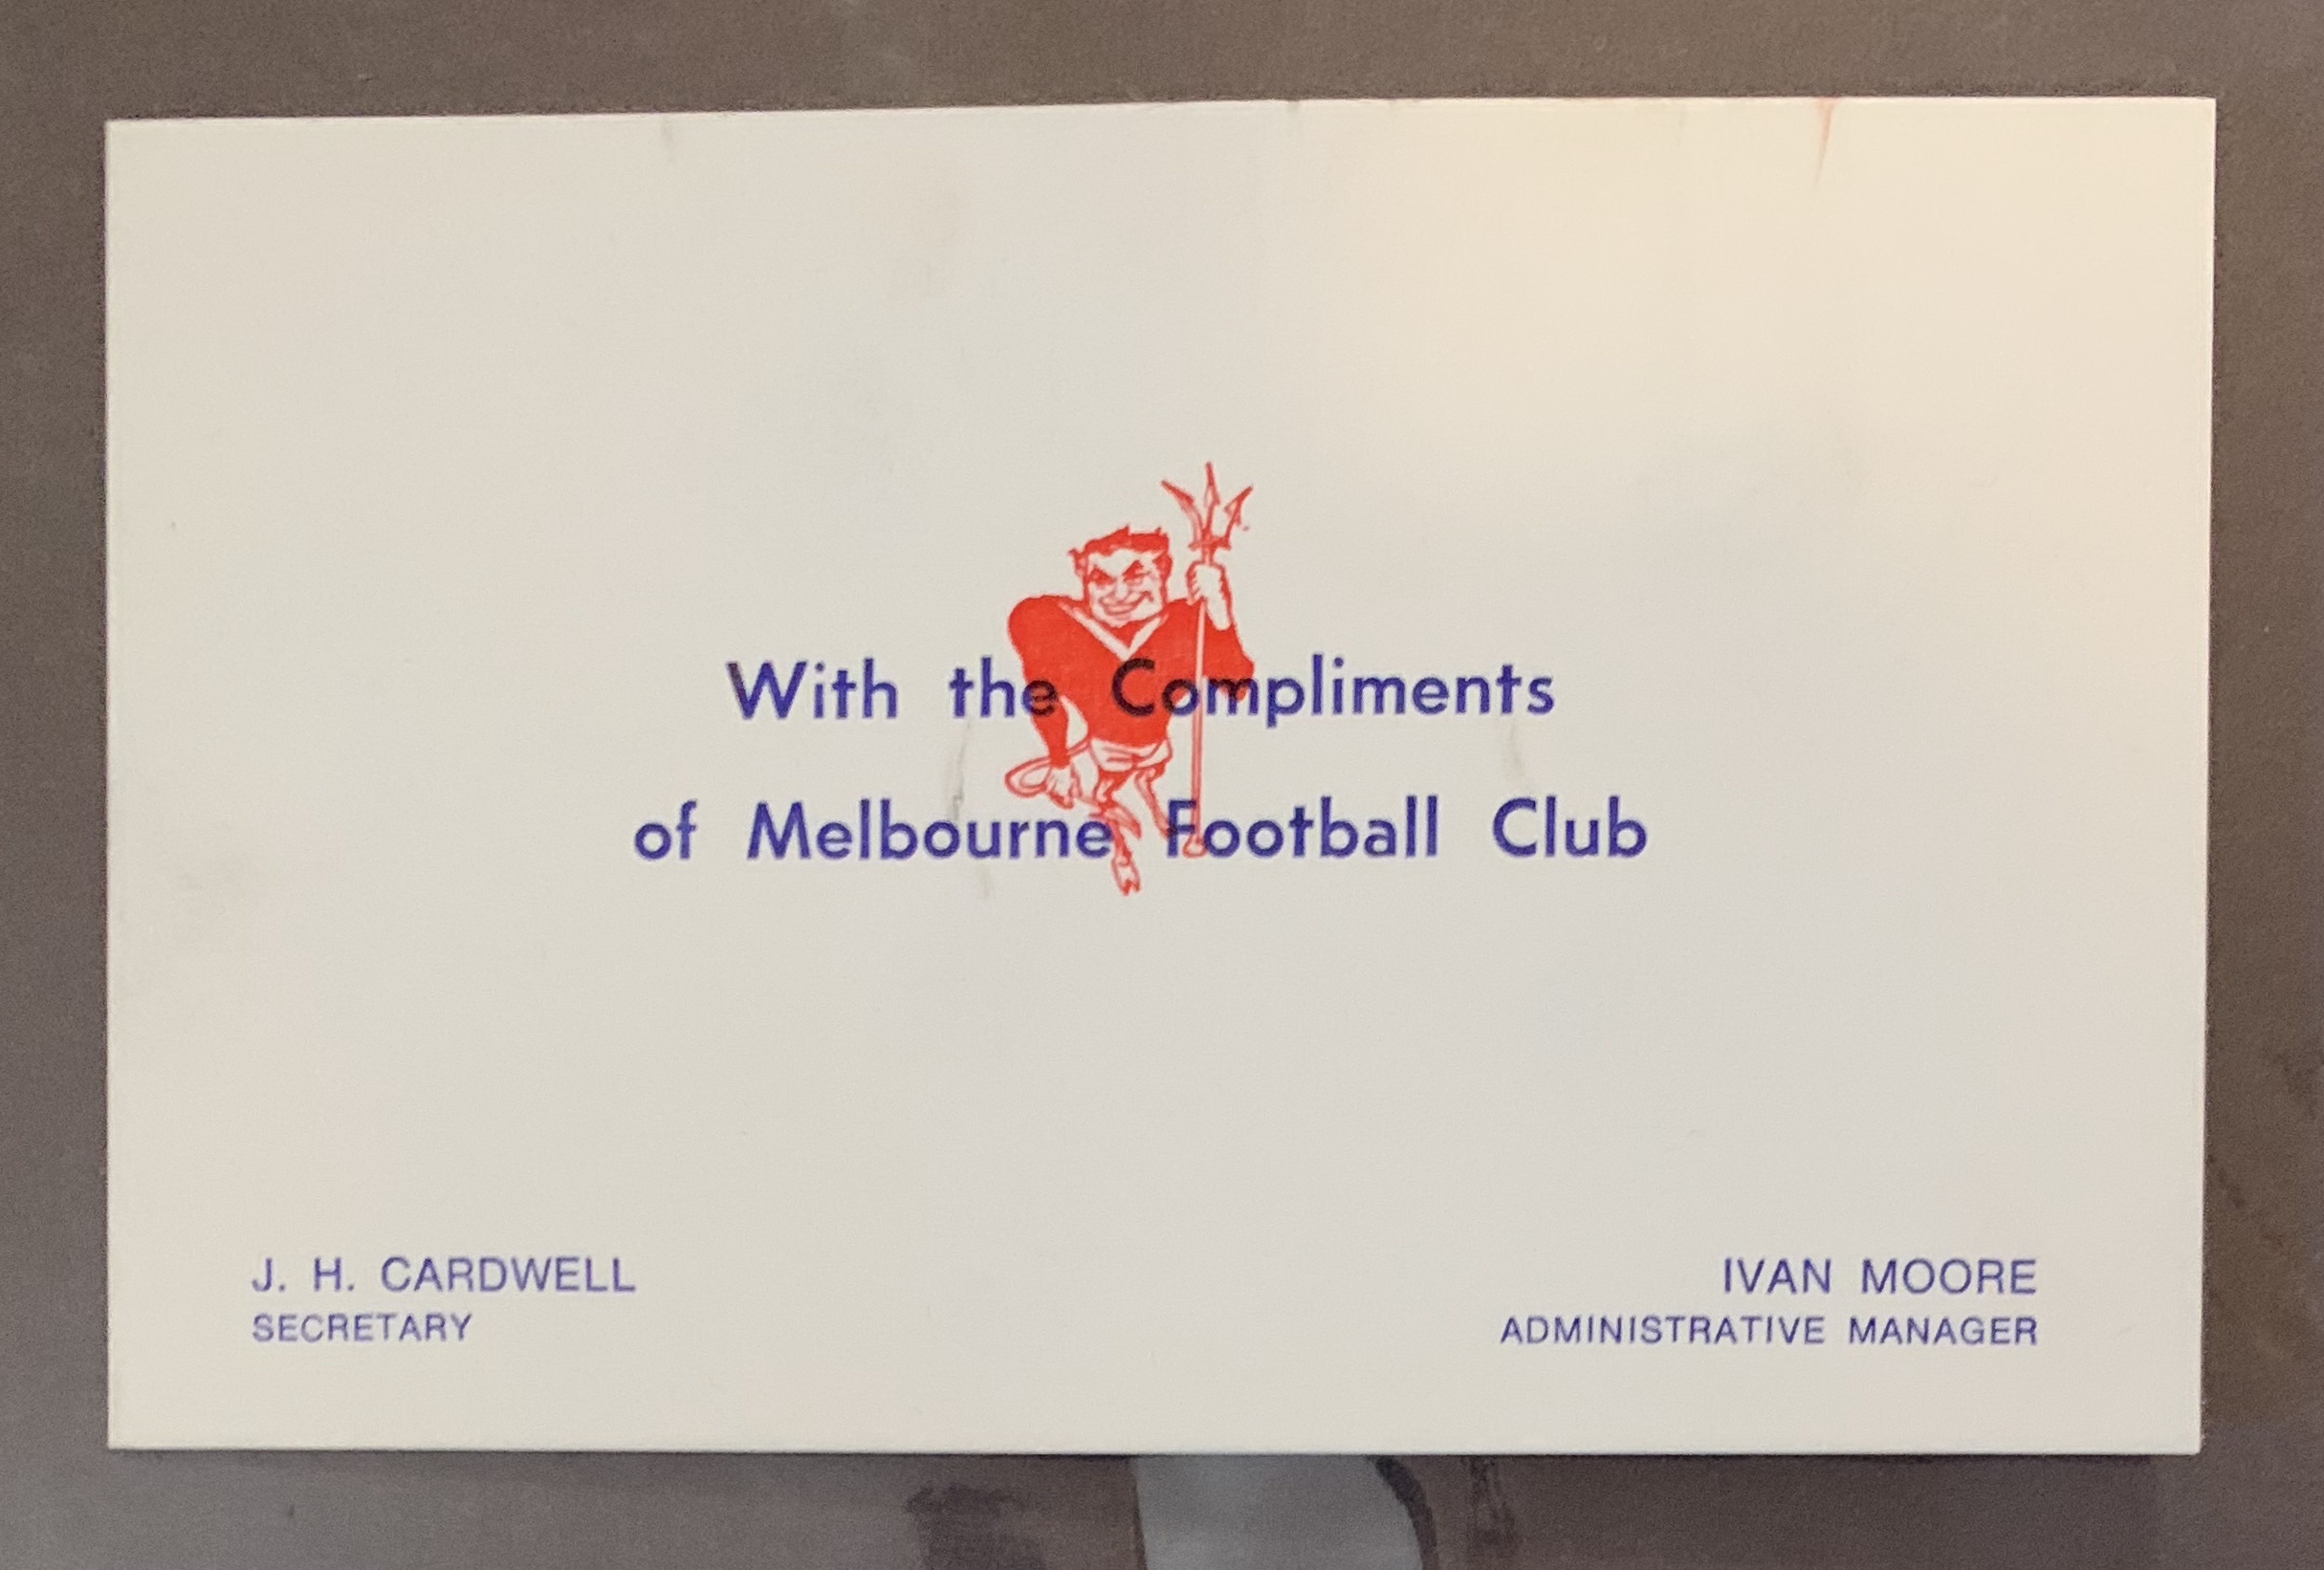 With the Compliments
of Melbourne Football Club
J. H. CARDWELL
SECRETARY
IVAN MOORE
ADMINISTRATIVE MANAGER